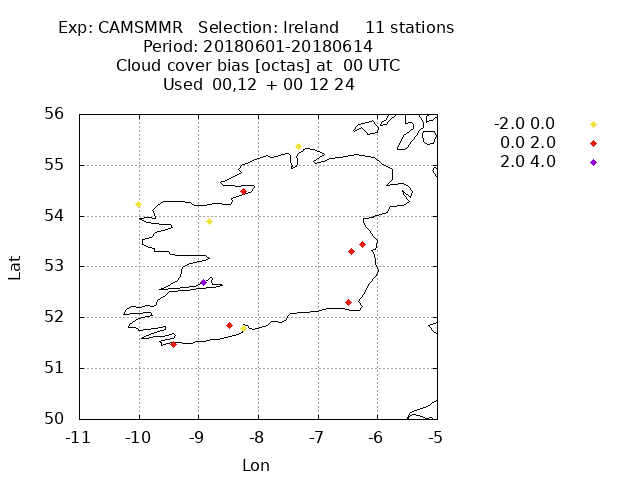 Exp: CAMSMMR   Selection: Ireland     11 stations
Period: 20180601-20180614
Cloud cover bias [octas] at  00 UTC
Used  00,12  + 00 12 24
-2.0 0.0
0.0 2.0
2.0 4.0
56
55
54
53
52
51
50
Lat
-11 -10 -9 -8 -7 -6 -5
Lon